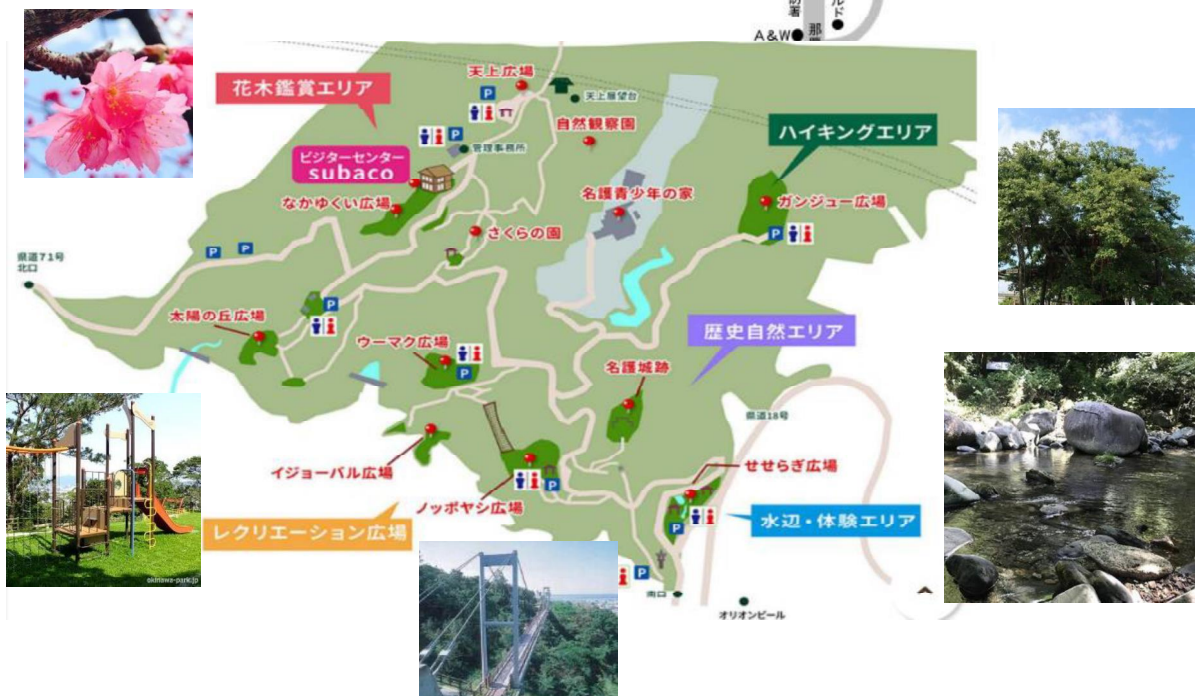 A&W
花木鑑賞エリア
天上広場
P
天上展望台
自然観察園
ハイキングエリア
P
管理事務所
ビジターセンター
subaco
名護青少年の家
なかゆくい広場
ガンジュー広場
さくらの園
P
P
P
県道71号
北口
P
太陽の丘広場
ウーマク広場
歴史自然エリア
P
名護城跡
県道18号
イジョーバル広場
せせらぎ広場
P
ノッポヤシ広場
レクリエーション広場
水辺・体験エリア
P
P
南口
オリオンビール
okinawa-park.jp